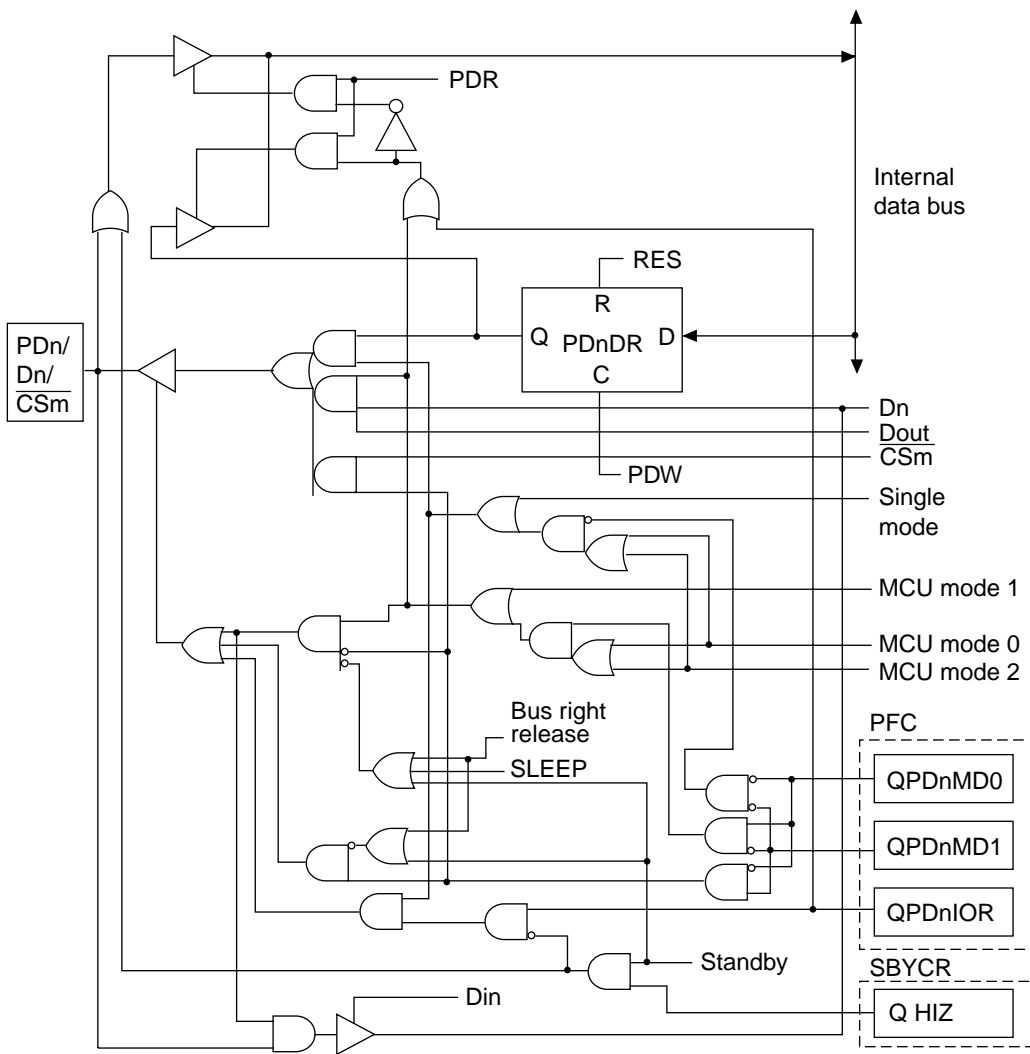 PDR
Internal
data bus
RES
R
Q
PDnDR
D
C
PDn/
Dn/
CSm
Dn
Dout
CSm
PDW
Single
mode
MCU mode 1
MCU mode 0
MCU mode 2
Bus right
release
PFC
SLEEP
QPDnMD0
QPDnMD1
QPDnIOR
Standby
SBYCR
Din
Q HIZ